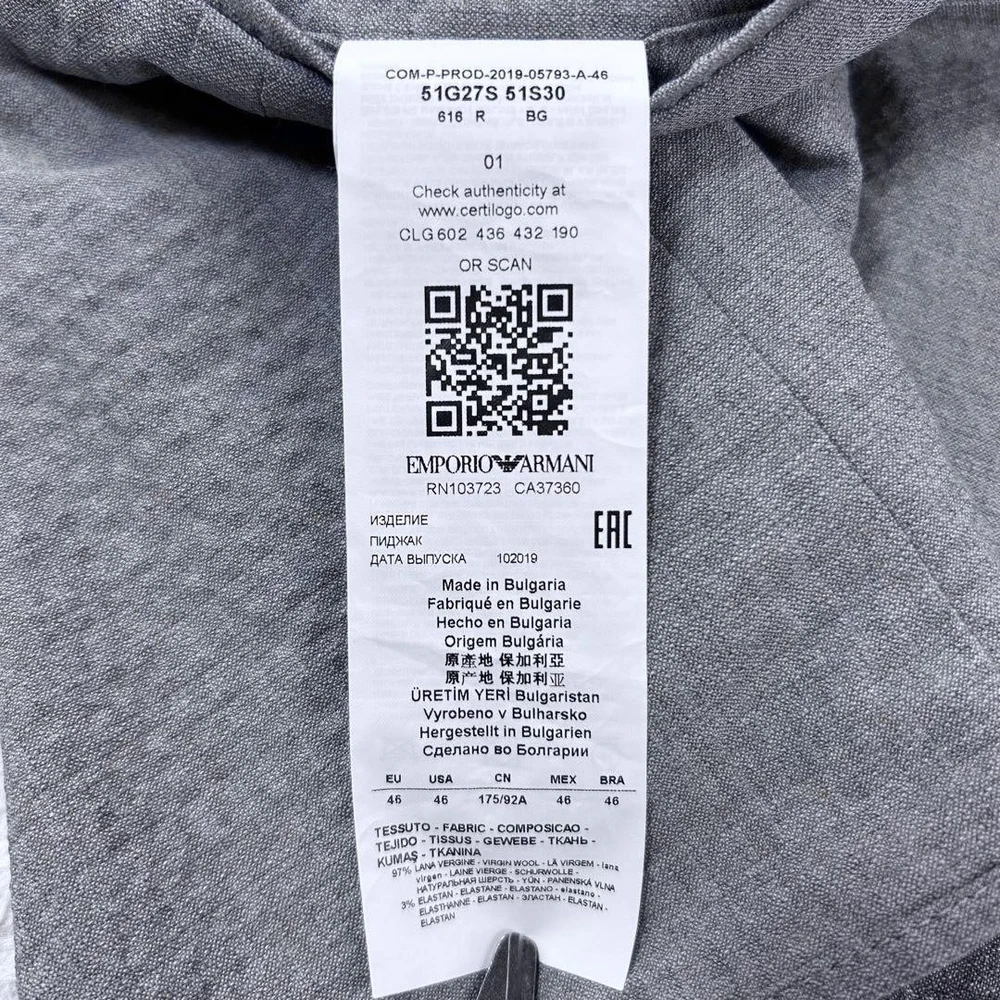 COM-P-PROD-2019-05793-A-46
51G27S 51S30
616 R BG
01
Check authenticity at
www.certilogo.com
CLG 602 436 432 190
OR SCAN
EMPORIO ARMANI
RN103723 CA37360
ИЗДЕЛИЕ
ПИДЖАК
ДАТА ВЫПУСКА 102019
EAC
Made in Bulgaria
Fabriqué en Bulgarie
Hecho en Bulgaria
Origem Bulgária
原產地 保加利亞
原产地 保加利亚
ÜRETİM YERİ Bulgaristan
Vyrobeno v Bulharsko
Hergestellt in Bulgarien
Сделано во Болгарии
EU USA CN MEX BRA
46 46 175/92A 46 46
TESSUTO - FABRIC - COMPOSICAO -
TEJIDO - TISSUS - GEWEBE - ТКАНЬ -
KUMAŞ - TKANINA
97% LANA VERGINE - VIRGIN WOOL - LÃ VIRGEM - lana
virgen - LAINE VIERGE - SCHURWOLLE -
НАТУРАЛЬНАЯ ШЕРСТЬ - YÜN - PANENSKÁ VLNA
3% ELASTAN - ELASTANE - ELASTANO - elastano -
ELASTHANNE - ELASTAN - ЭЛАСТАН - ELASTAN -
ELASTAN